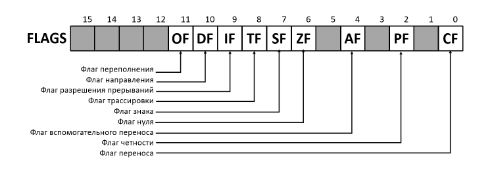 15 14 13 12 11 10 9 8 7 6 5 4 3 2 1 0
FLAGS OF DF IF TF SF ZF AF PF CF
Флаг переполнения
Флаг направления
Флаг разрешения прерываний
Флаг трассировки
Флаг знака
Флаг нуля
Флаг вспомогательного переноса
Флаг четности
Флаг переноса